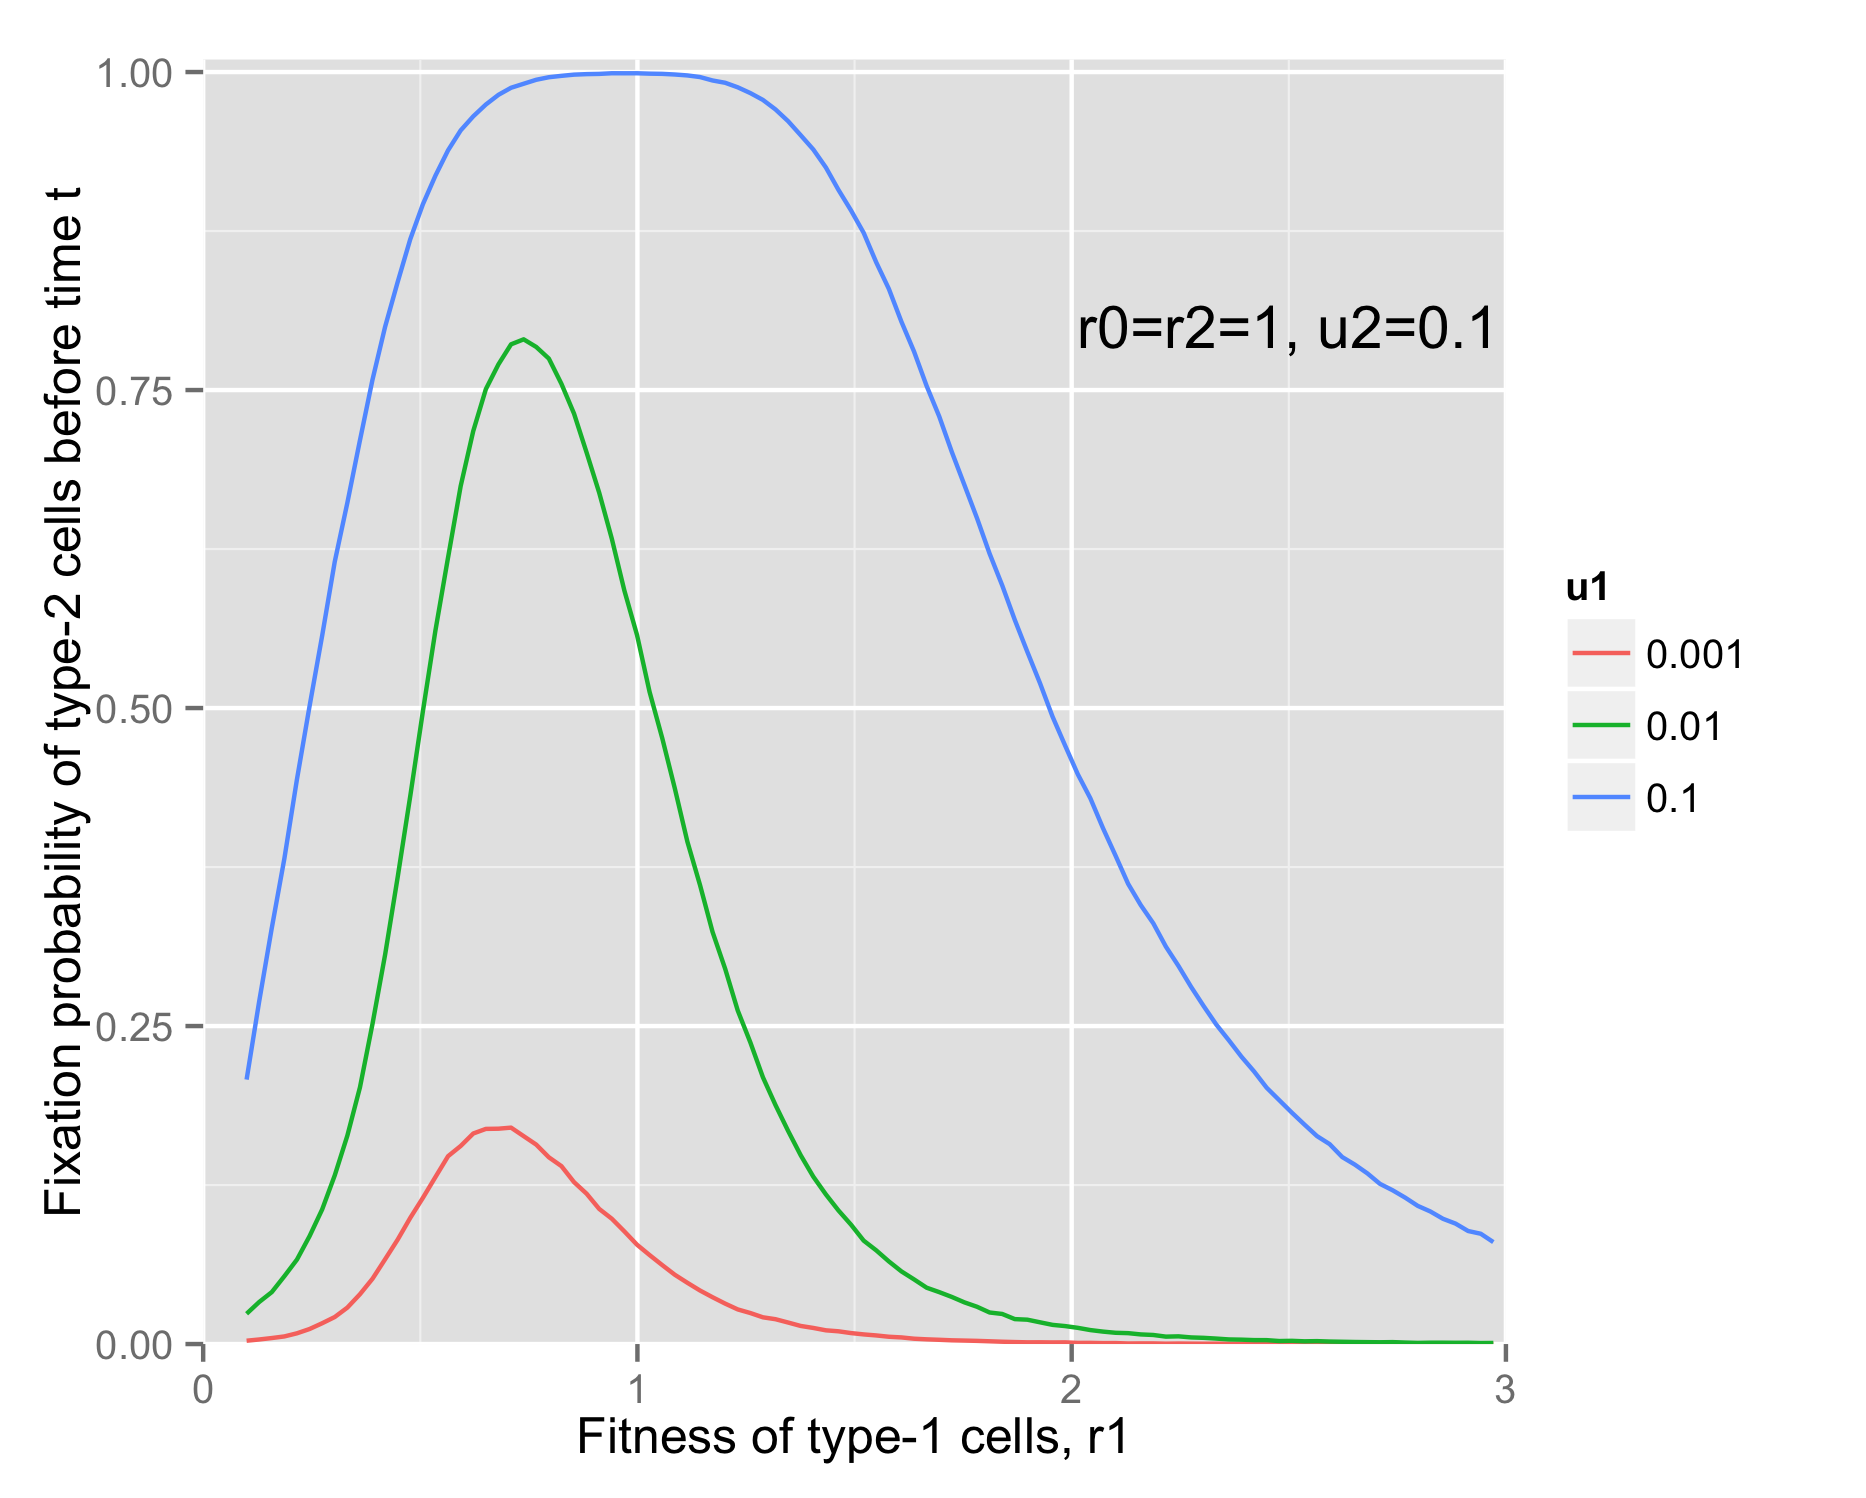 Fixation probability of type-2 cells before time t
1.00
0.75
0.50
0.25
0.00
r0=r2=1, u2=0.1
0 1 2 3
Fitness of type-1 cells, r1
u1
0.001
0.01
0.1